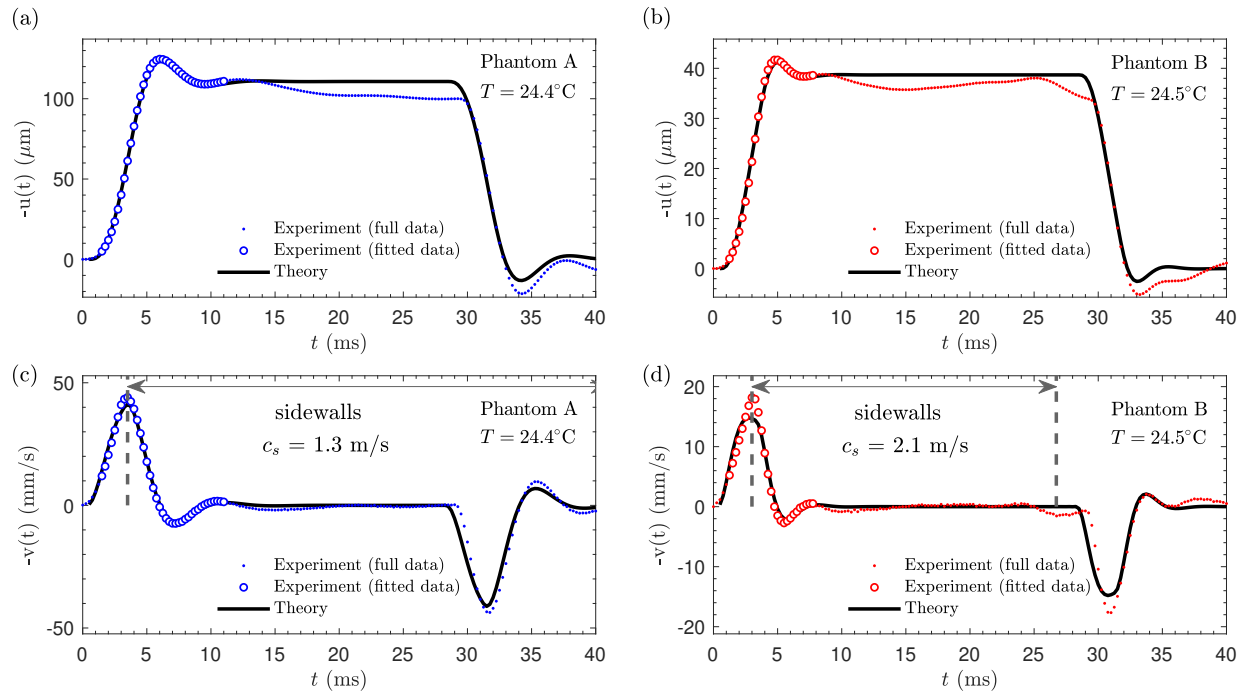 (a)
-u(t) (μm)
100
50
0
Phantom A
T = 24.4°C
Experiment (full data)
Experiment (fitted data)
Theory
0 5 10 15 20 25 30 35 40
t (ms)
(b)
-u(t) (μm)
40
30
20
10
0
Phantom B
T = 24.5°C
Experiment (full data)
Experiment (fitted data)
Theory
0 5 10 15 20 25 30 35 40
t (ms)
(c)
-v(t) (mm/s)
50
0
-50
sidewalls
c_s = 1.3 m/s
Phantom A
T = 24.4°C
Experiment (full data)
Experiment (fitted data)
Theory
0 5 10 15 20 25 30 35 40
t (ms)
(d)
-v(t) (mm/s)
20
10
0
-10
-20
sidewalls
c_s = 2.1 m/s
Phantom B
T = 24.5°C
Experiment (full data)
Experiment (fitted data)
Theory
0 5 10 15 20 25 30 35 40
t (ms)